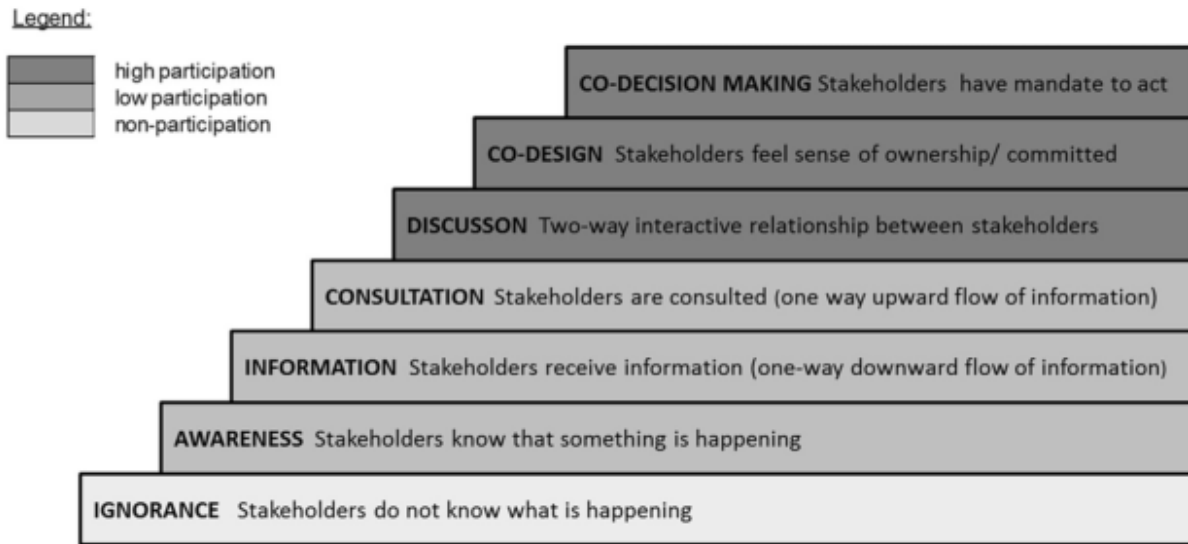 Legend:
high participation
low participation
non-participation
CO-DECISION MAKING Stakeholders have mandate to act
CO-DESIGN Stakeholders feel sense of ownership/ committed
DISCUSSON Two-way interactive relationship between stakeholders
CONSULTATION Stakeholders are consulted (one way upward flow of information)
INFORMATION Stakeholders receive information (one-way downward flow of information)
AWARENESS Stakeholders know that something is happening
IGNORANCE Stakeholders do not know what is happening